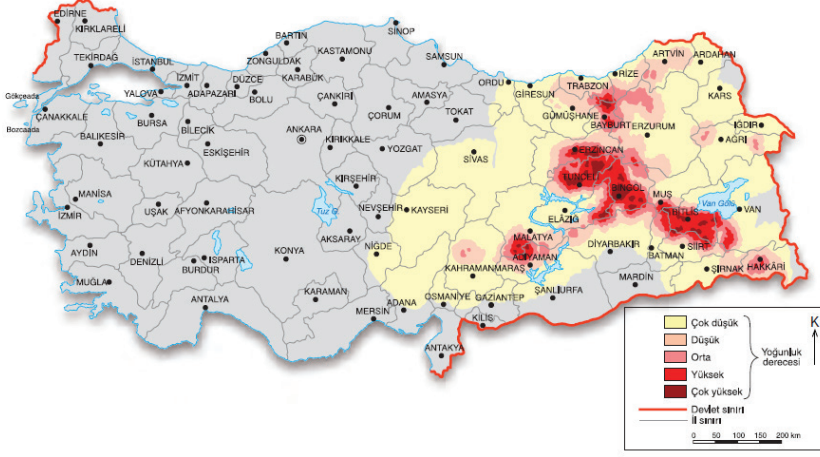 EDİRNE
KIRKLARELİ
TEKİRDAĞ
İSTANBUL
YALOVA
İZMİT
ADAPAZARI
DÜZCE
BOLU
ZONGULDAK
BARTIN
KARABÜK
KASTAMONU
SİNOP
SAMSUN
ÇANKIRI
ÇORUM
AMASYA
TOKAT
ORDU
GİRESUN
TRABZON
RİZE
ARTVİN
ARDAHAN
KARS
IĞDIR
AĞRI
GÜMÜŞHANE
BAYBURT
ERZURUM
ERZİNCAN
Gökçeada
Bozcaada
ÇANAKKALE
BALIKESİR
BURSA
BİLECİK
ESKİŞEHİR
KÜTAHYA
ANKARA
KIRIKKALE
YOZGAT
SİVAS
KIRŞEHİR
NEVŞEHİR
KAYSERİ
TUNCELİ
BİNGÖL
MUŞ
BİTLİS
Van Gölü
VAN
ELÂZIĞ
MANİSA
İZMİR
UŞAK
AFYONKARAHİSAR
Tuz G.
AKSARAY
NİĞDE
KONYA
MALATYA
ADIYAMAN
DİYARBAKIR
BATMAN
SİİRT
ŞIRNAK
HAKKÂRİ
AYDIN
DENİZLİ
ISPARTA
BURDUR
MUĞLA
ANTALYA
KARAMAN
MERSİN
ADANA
OSMANİYE
KAHRAMANMARAŞ
GAZİANTEP
KİLİS
ŞANLIURFA
MARDİN
ANTAKYA
Çok düşük
Düşük
Orta
Yüksek
Çok yüksek
Yoğunluk
derecesi
K
Devlet sınırı
İl sınırı
0 50 100 150 200 km